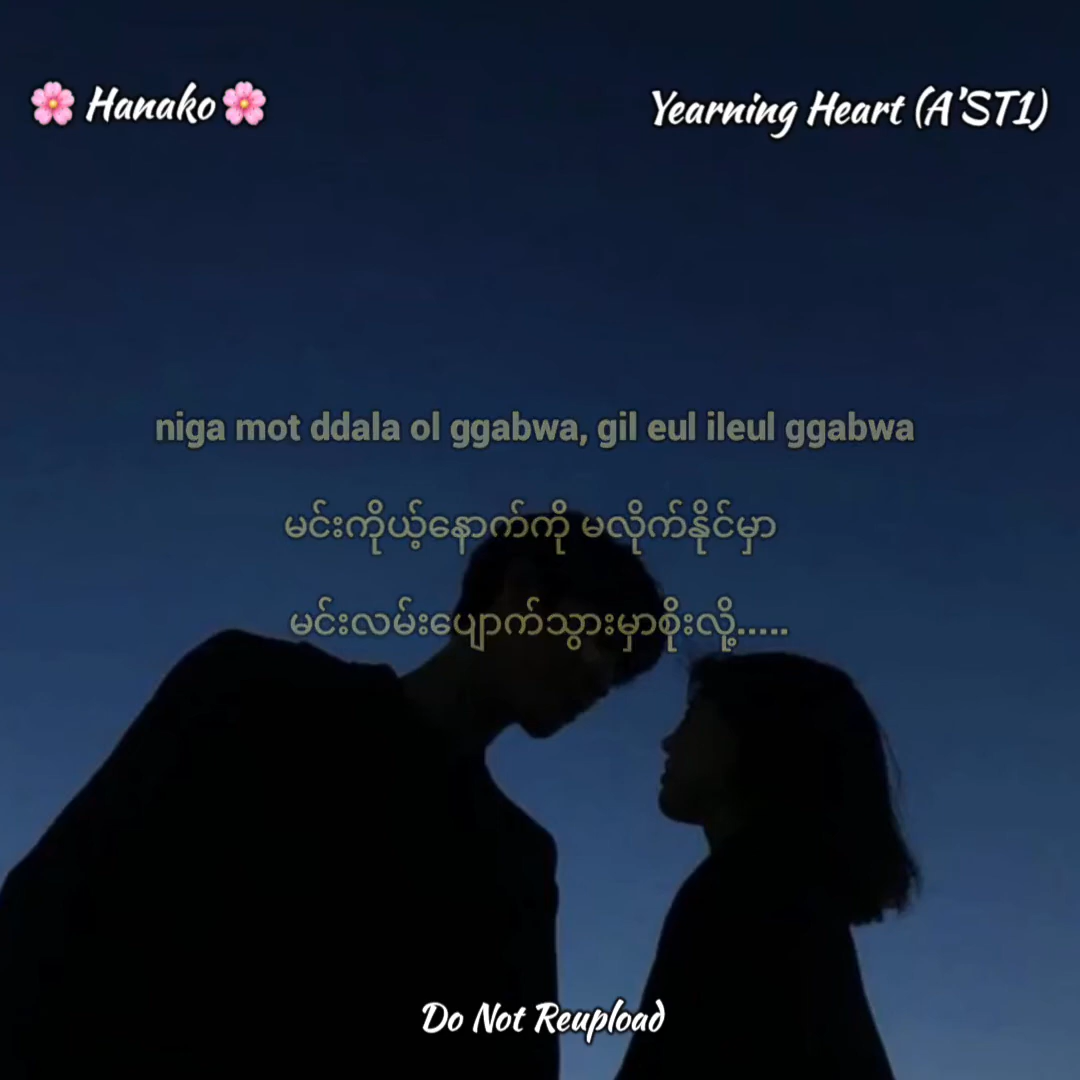 🌸 Hanako 🌸
Yearning Heart (A'ST1)
niga mot ddala ol ggabwa, gil eul ileul ggabwa
မင်းကိုယ့်နောက်ကို မလိုက်နိုင်မှာ
မင်းလမ်းပျောက်သွားမှာစိုးလို့.....
Do Not Reupload